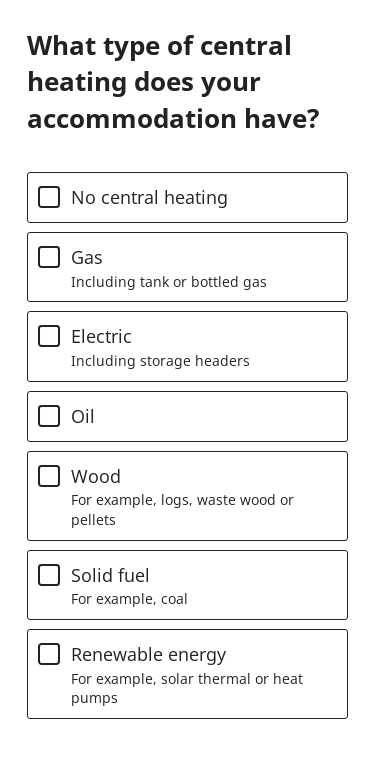 What type of central
heating does your
accommodation have?
No central heating
Gas
Including tank or bottled gas
Electric
Including storage headers
Oil
Wood
For example, logs, waste wood or
pellets
Solid fuel
For example, coal
Renewable energy
For example, solar thermal or heat
pumps